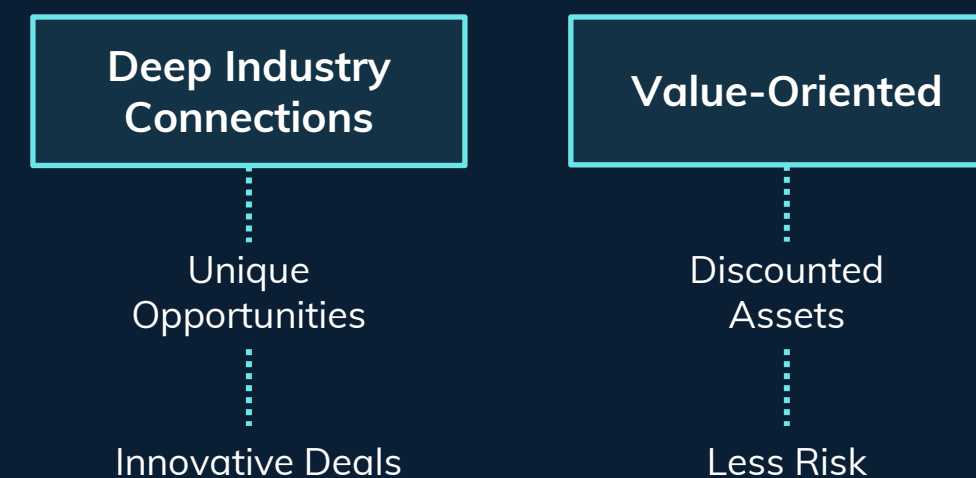 Deep Industry
Connections
Unique
Opportunities
Innovative Deals
Value-Oriented
Discounted
Assets
Less Risk